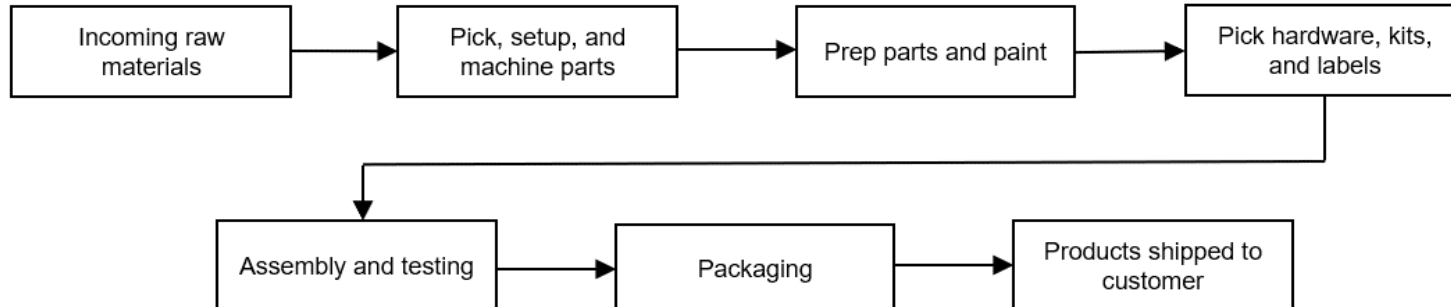 Incoming raw
materials
Pick, setup, and
machine parts
Prep parts and paint
Pick hardware, kits,
and labels
Assembly and testing
Packaging
Products shipped to
customer